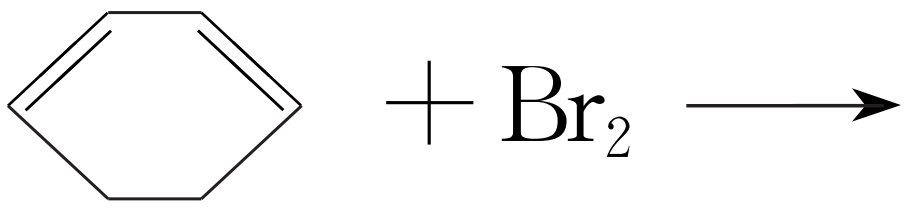 + Br₂